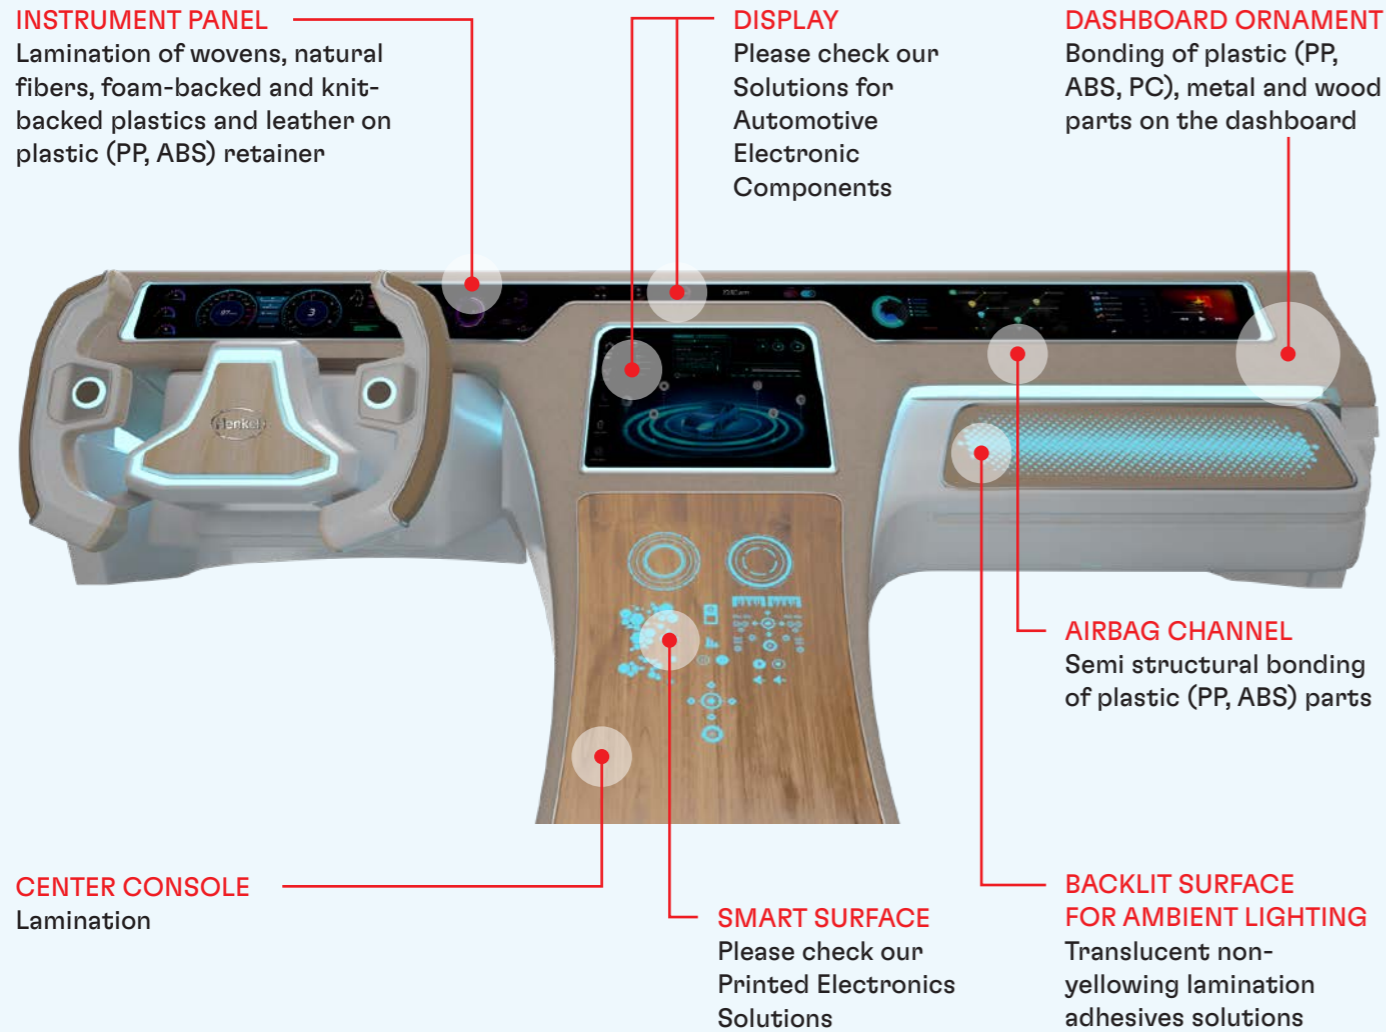 INSTRUMENT PANEL
Lamination of wovens, natural
fibers, foam-backed and knit-
backed plastics and leather on
plastic (PP, ABS) retainer
DISPLAY
Please check our
Solutions for
Automotive
Electronic
Components
DASHBOARD ORNAMENT
Bonding of plastic (PP,
ABS, PC), metal and wood
parts on the dashboard
3
Henkel
AIRBAG CHANNEL
Semi structural bonding
of plastic (PP, ABS) parts
CENTER CONSOLE
Lamination
SMART SURFACE
Please check our
Printed Electronics
Solutions
BACKLIT SURFACE
FOR AMBIENT LIGHTING
Translucent non-
yellowing lamination
adhesives solutions